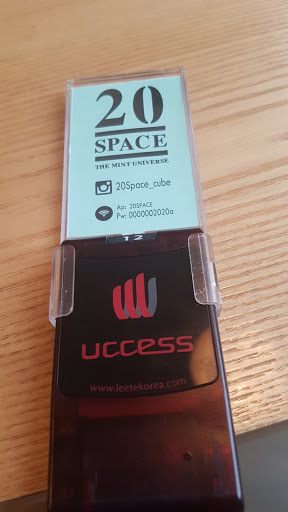 20
SPACE
THE MINT UNIVERSE
20Space_cube
Ap: 20SPACE
Pw: 0000002020a
12
uccess
www.leetekorea.com